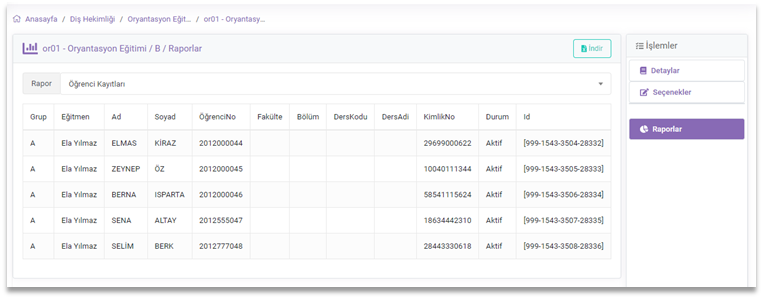 Anasayfa / Diş Hekimliği / Oryantasyon Eğit... / or01 - Oryantasy...
or01 - Oryantasyon Eğitimi / B / Raporlar
İndir
Rapor Öğrenci Kayıtları
Grup Eğitmen Ad Soyad ÖğrenciNo Fakülte Bölüm DersKodu DersAdi KimlikNo Durum Id
A Ela Yılmaz ELMAS KİRAZ 2012000044 29699000622 Aktif [999-1543-3504-28332]
A Ela Yılmaz ZEYNEP ÖZ 2012000045 10040111344 Aktif [999-1543-3505-28333]
A Ela Yılmaz BERNA ISPARTA 2012000046 58541115624 Aktif [999-1543-3506-28334]
A Ela Yılmaz SENA ALTAY 2012555047 18634442310 Aktif [999-1543-3507-28335]
A Ela Yılmaz SELİM BERK 2012777048 28443330618 Aktif [999-1543-3508-28336]
İşlemler
Detaylar
Seçenekler
Raporlar